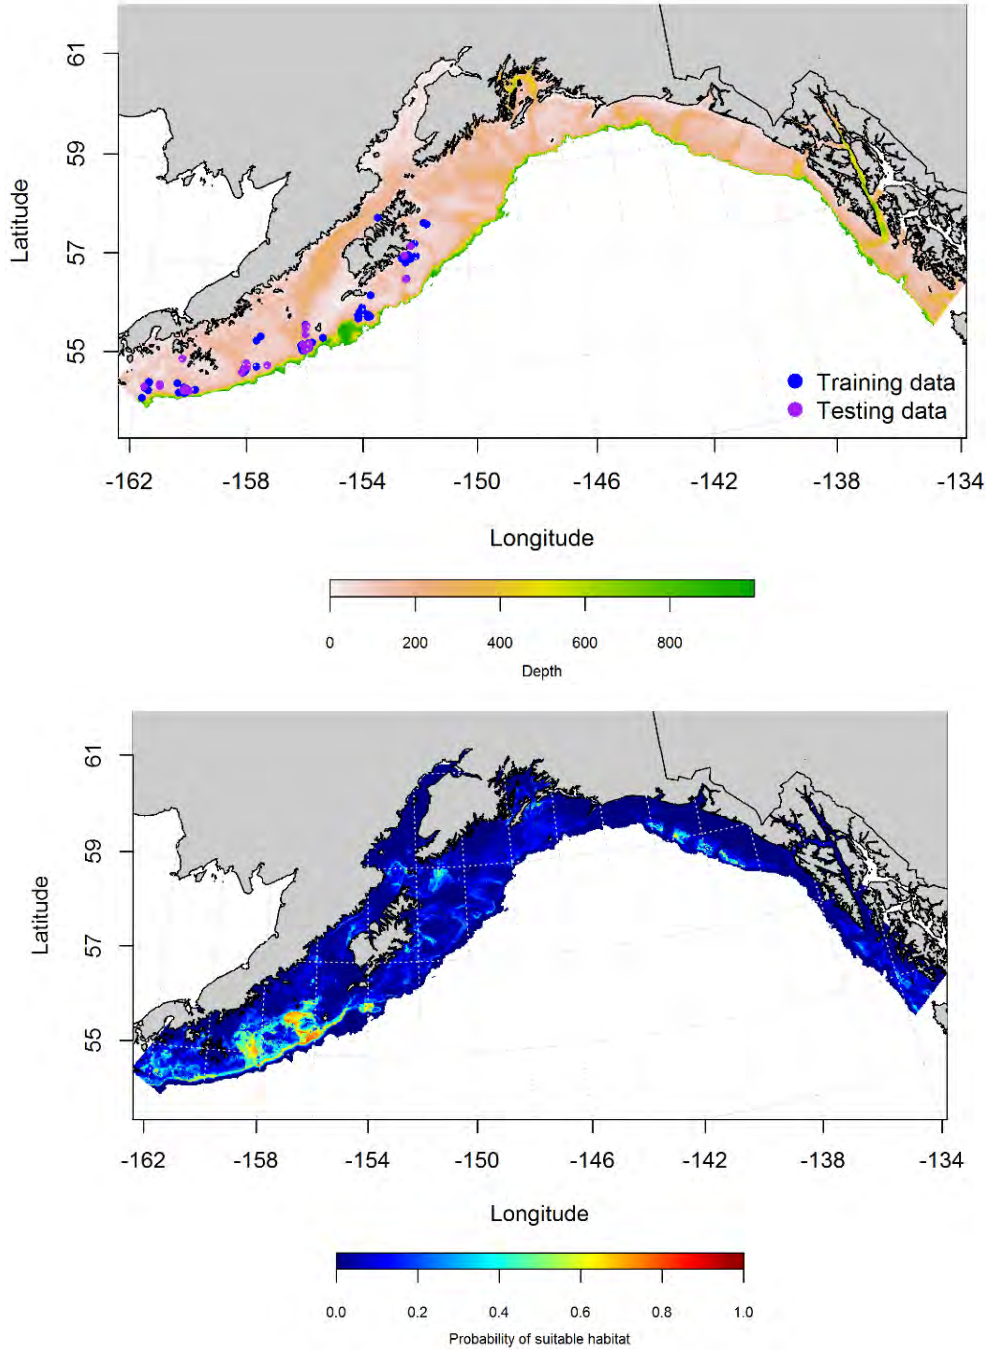 61
59
57
55
Latitude
Training data
Testing data
-162 -158 -154 -150 -146 -142 -138 -134
Longitude
0 200 400 600 800
Depth
61
59
57
55
Latitude
-162 -158 -154 -150 -146 -142 -138 -134
Longitude
0.0 0.2 0.4 0.6 0.8 1.0
Probability of suitable habitat